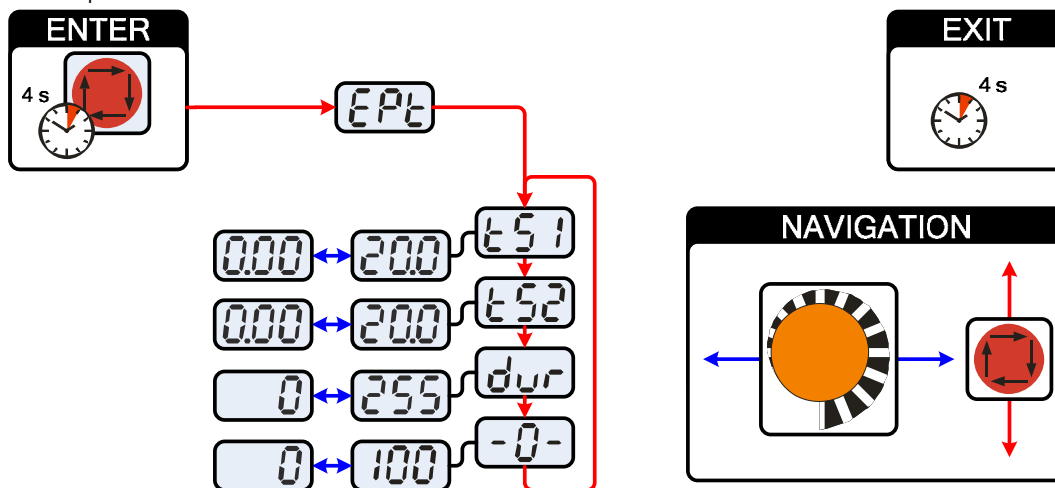 ENTER
EXIT
4 s
4 s
EPt
NAVIGATION
tS1
0.00
20.0
tS2
0.00
20.0
dur
0
255
-0-
0
100